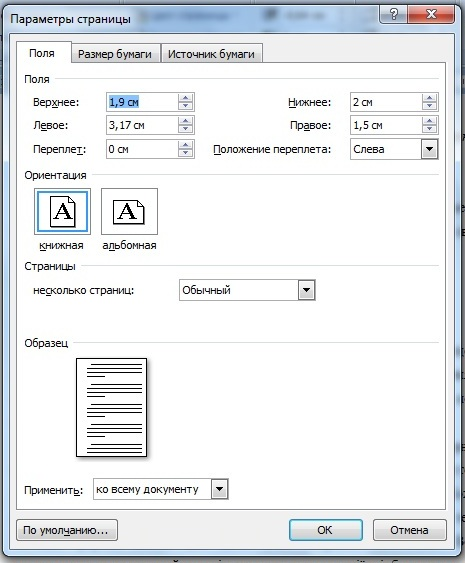 Параметры страницы
Поля Размер бумаги Источник бумаги
Поля
Верхнее: 1,9 см Нижнее: 2 см
Левое: 3,17 см Правое: 1,5 см
Переплет: 0 см Положение переплета: Слева
Ориентация
A A
книжная альбомная
Страницы
несколько страниц: Обычный
Образец
Применить: ко всему документу
По умолчанию... ОК Отмена